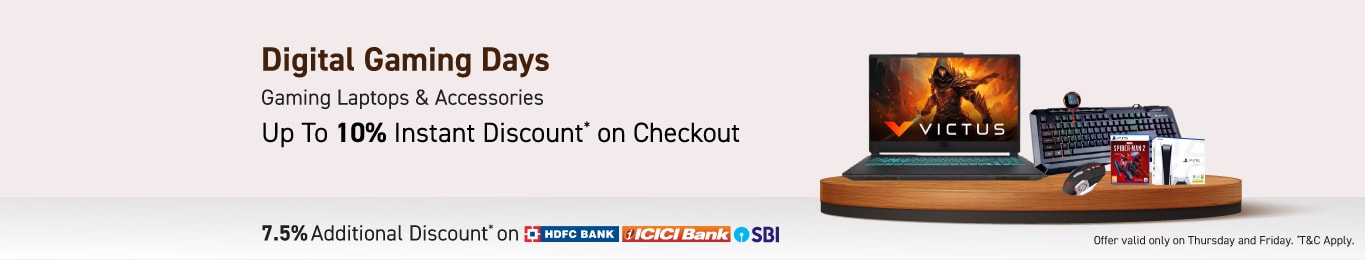 Digital Gaming Days
Gaming Laptops & Accessories
Up To 10% Instant Discount* on Checkout
VICTUS
PS5
SPIDER-MAN 2
7.5% Additional Discount* on HDFC BANK ICICI Bank SBI
Offer valid only on Thursday and Friday. *T&C Apply.